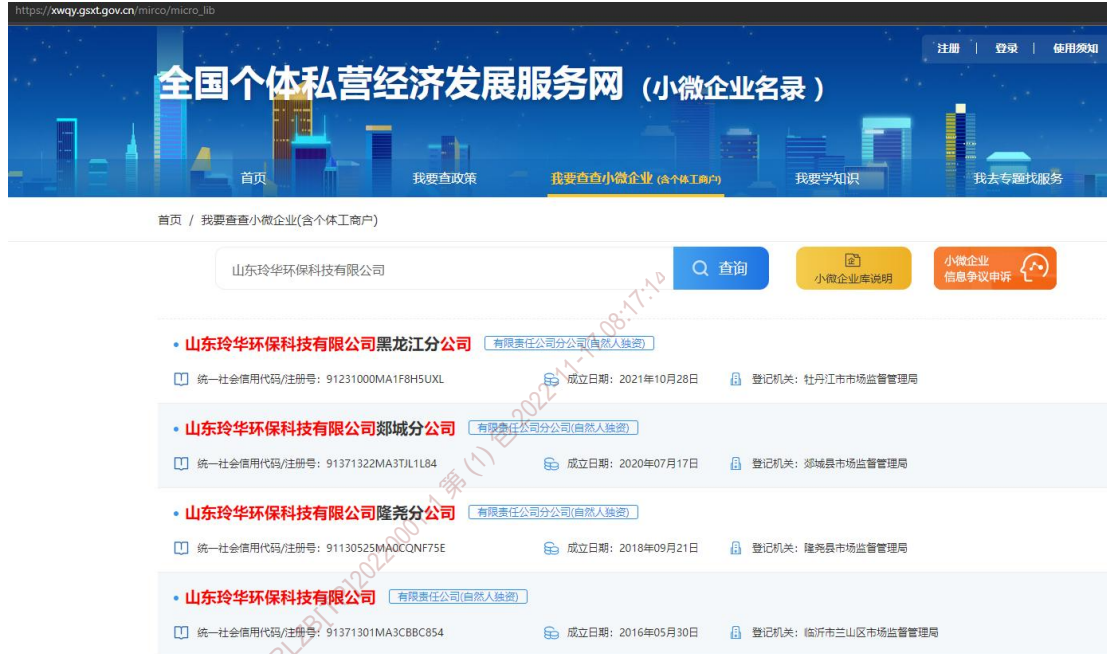 https://xwqy.gsxt.gov.cn/mirco/micro_lib
注册 | 登录 | 使用须知
全国个体私营经济发展服务网（小微企业名录）
首页 我要查政策 我要查查小微企业 (含个体工商户) 我要学知识 我去专题找服务
首页 / 我要查查小微企业(含个体工商户)
山东玲华环保科技有限公司 查询 小微企业库说明 小微企业
信息争议申诉
山东玲华环保科技有限公司黑龙江分公司 有限责任公司分公司(自然人独资)
统一社会信用代码/注册号：91231000MA1F8H5UXL 成立日期：2021年10月28日 登记机关：牡丹江市市场监督管理局
山东玲华环保科技有限公司郯城分公司 有限责任公司分公司(自然人独资)
统一社会信用代码/注册号：91371322MA3TJL1L84 成立日期：2020年07月17日 登记机关：郯城县市场监督管理局
山东玲华环保科技有限公司隆尧分公司 有限责任公司分公司(自然人独资)
统一社会信用代码/注册号：91130525MA0CQNF75E 成立日期：2018年09月21日 登记机关：隆尧县市场监督管理局
山东玲华环保科技有限公司 有限责任公司(自然人独资)
统一社会信用代码/注册号：91371301MA3CBBC854 成立日期：2016年05月30日 登记机关：临沂市兰山区市场监督管理局
第(1)包2022-11-17 08:17:14